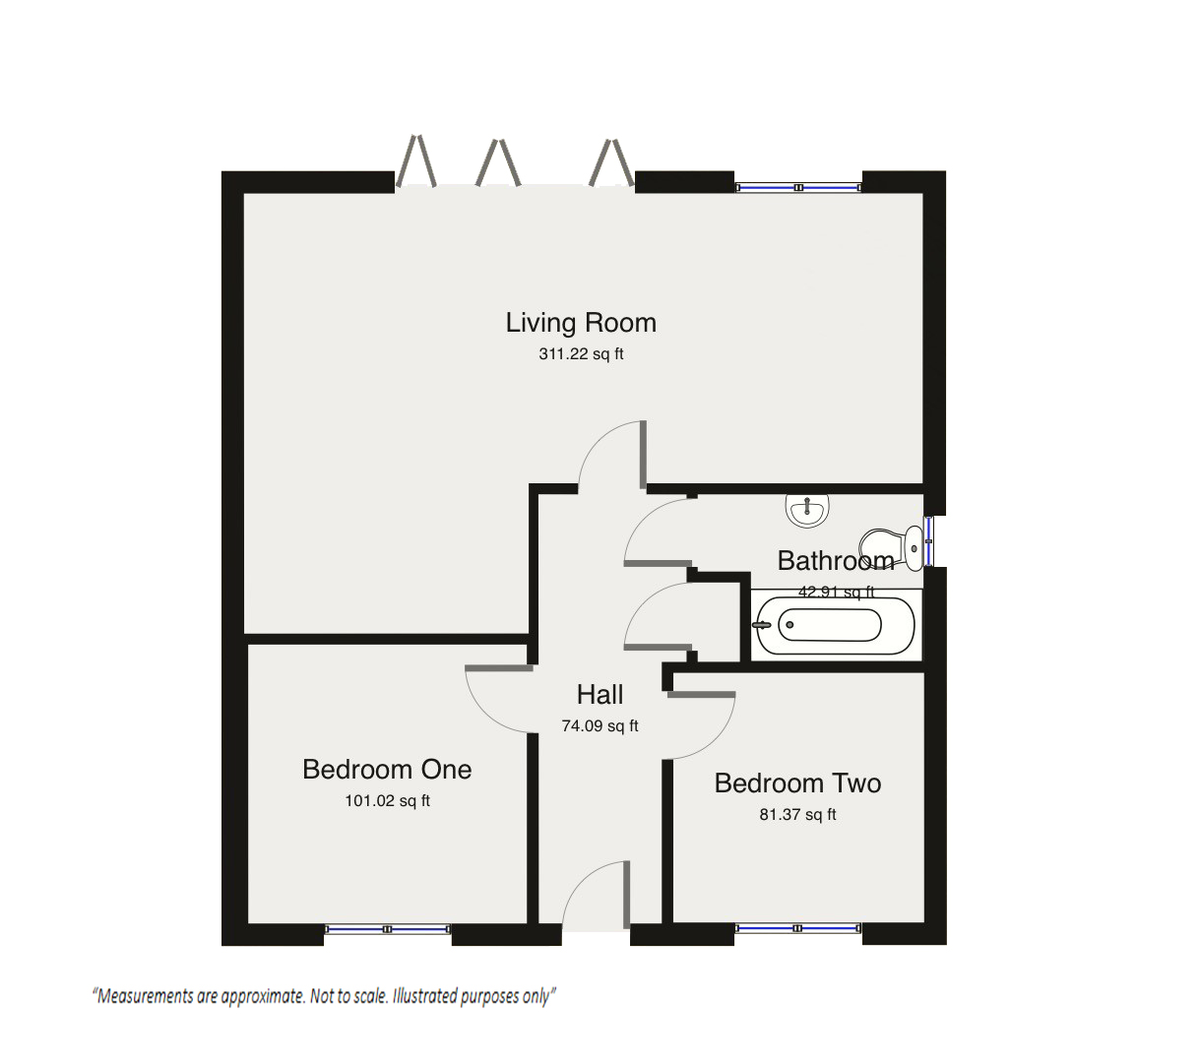 Living Room
311.22 sq ft
Bathroom
42.91 sq ft
Hall
74.09 sq ft
Bedroom One
101.02 sq ft
Bedroom Two
81.37 sq ft
“Measurements are approximate. Not to scale. Illustrated purposes only”